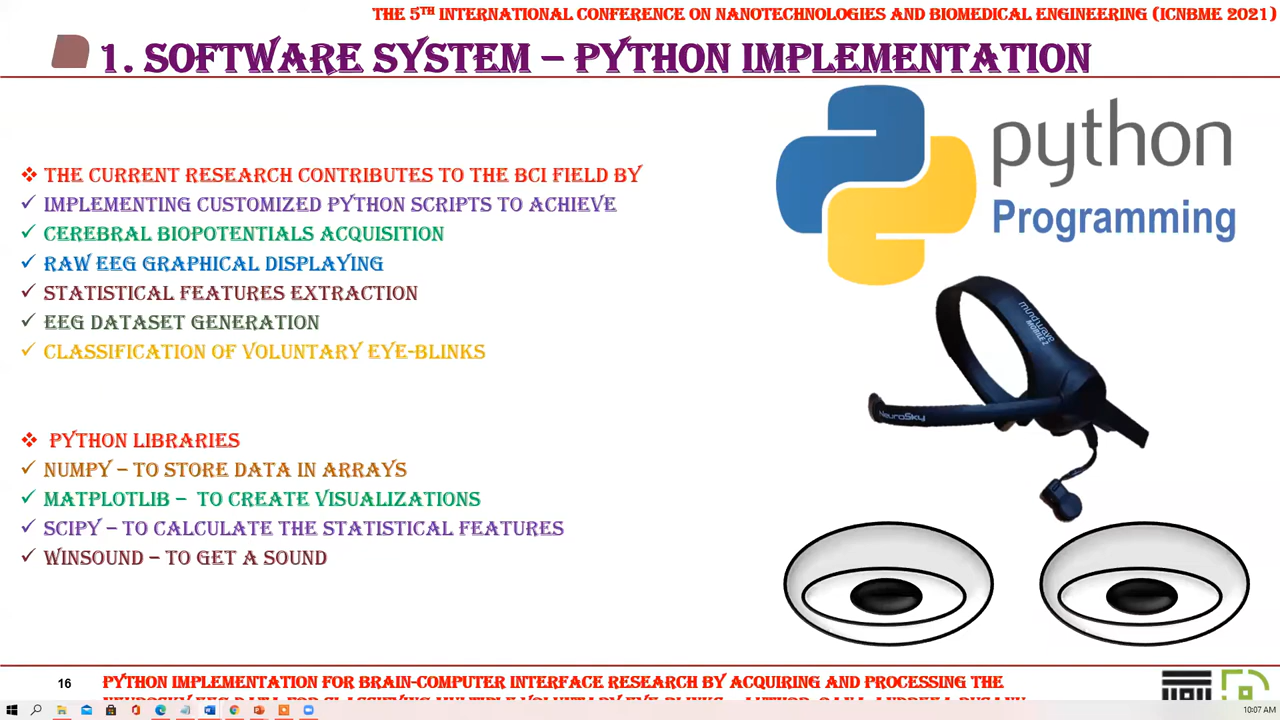 THE 5TH INTERNATIONAL CONFERENCE ON NANOTECHNOLOGIES AND BIOMEDICAL ENGINEERING (ICNBME 2021)
1. SOFTWARE SYSTEM – PYTHON IMPLEMENTATION
python
Programming
THE CURRENT RESEARCH CONTRIBUTES TO THE BCI FIELD BY
IMPLEMENTING CUSTOMIZED PYTHON SCRIPTS TO ACHIEVE
CEREBRAL BIOPOTENTIALS ACQUISITION
RAW EEG GRAPHICAL DISPLAYING
STATISTICAL FEATURES EXTRACTION
EEG DATASET GENERATION
CLASSIFICATION OF VOLUNTARY EYE-BLINKS
mindwave
MOBILE 2
NeuroSky
PYTHON LIBRARIES
NUMPY – TO STORE DATA IN ARRAYS
MATPLOTLIB – TO CREATE VISUALIZATIONS
SCIPY – TO CALCULATE THE STATISTICAL FEATURES
WINSOUND – TO GET A SOUND
16
PYTHON IMPLEMENTATION FOR BRAIN-COMPUTER INTERFACE RESEARCH BY ACQUIRING AND PROCESSING THE
10:07 AM